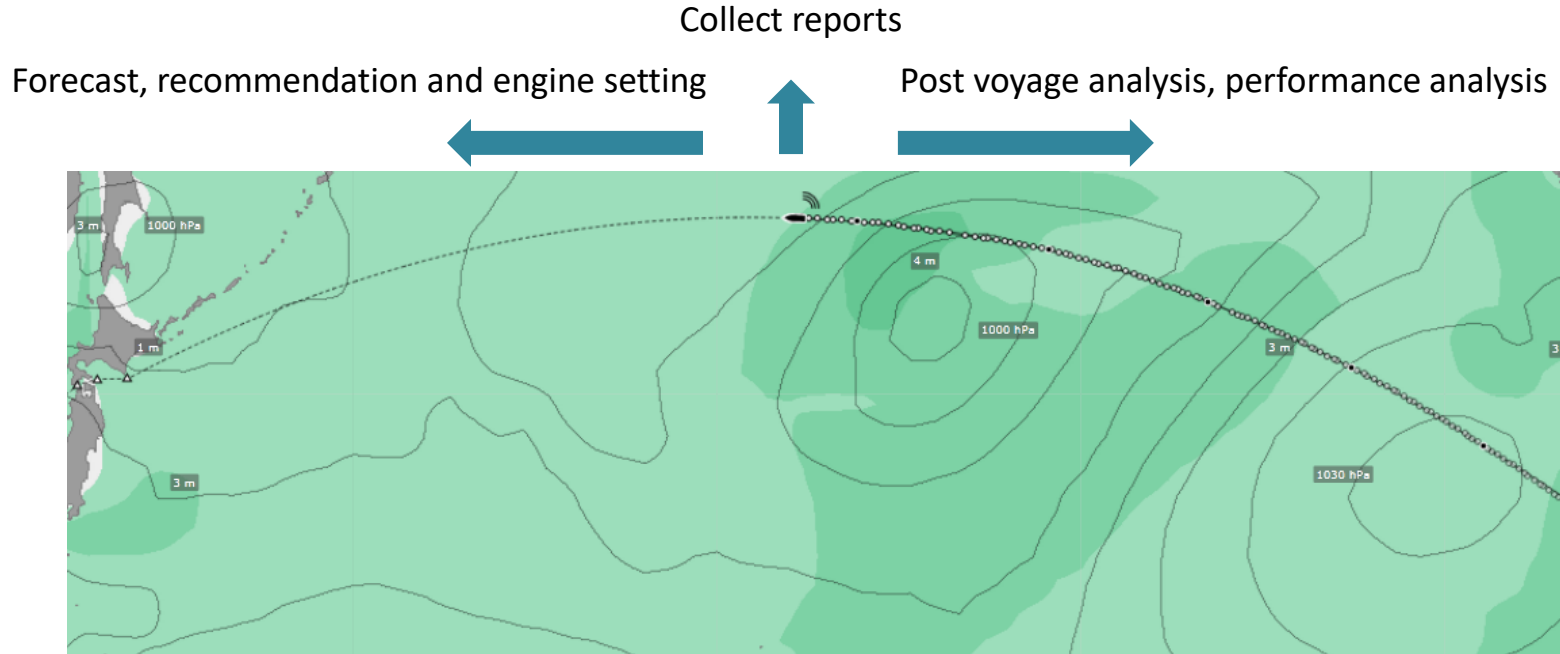 Collect reports
Forecast, recommendation and engine setting
Post voyage analysis, performance analysis
3 m
1000 hPa
4 m
1000 hPa
1 m
3 m
3
1030 hPa
3 m